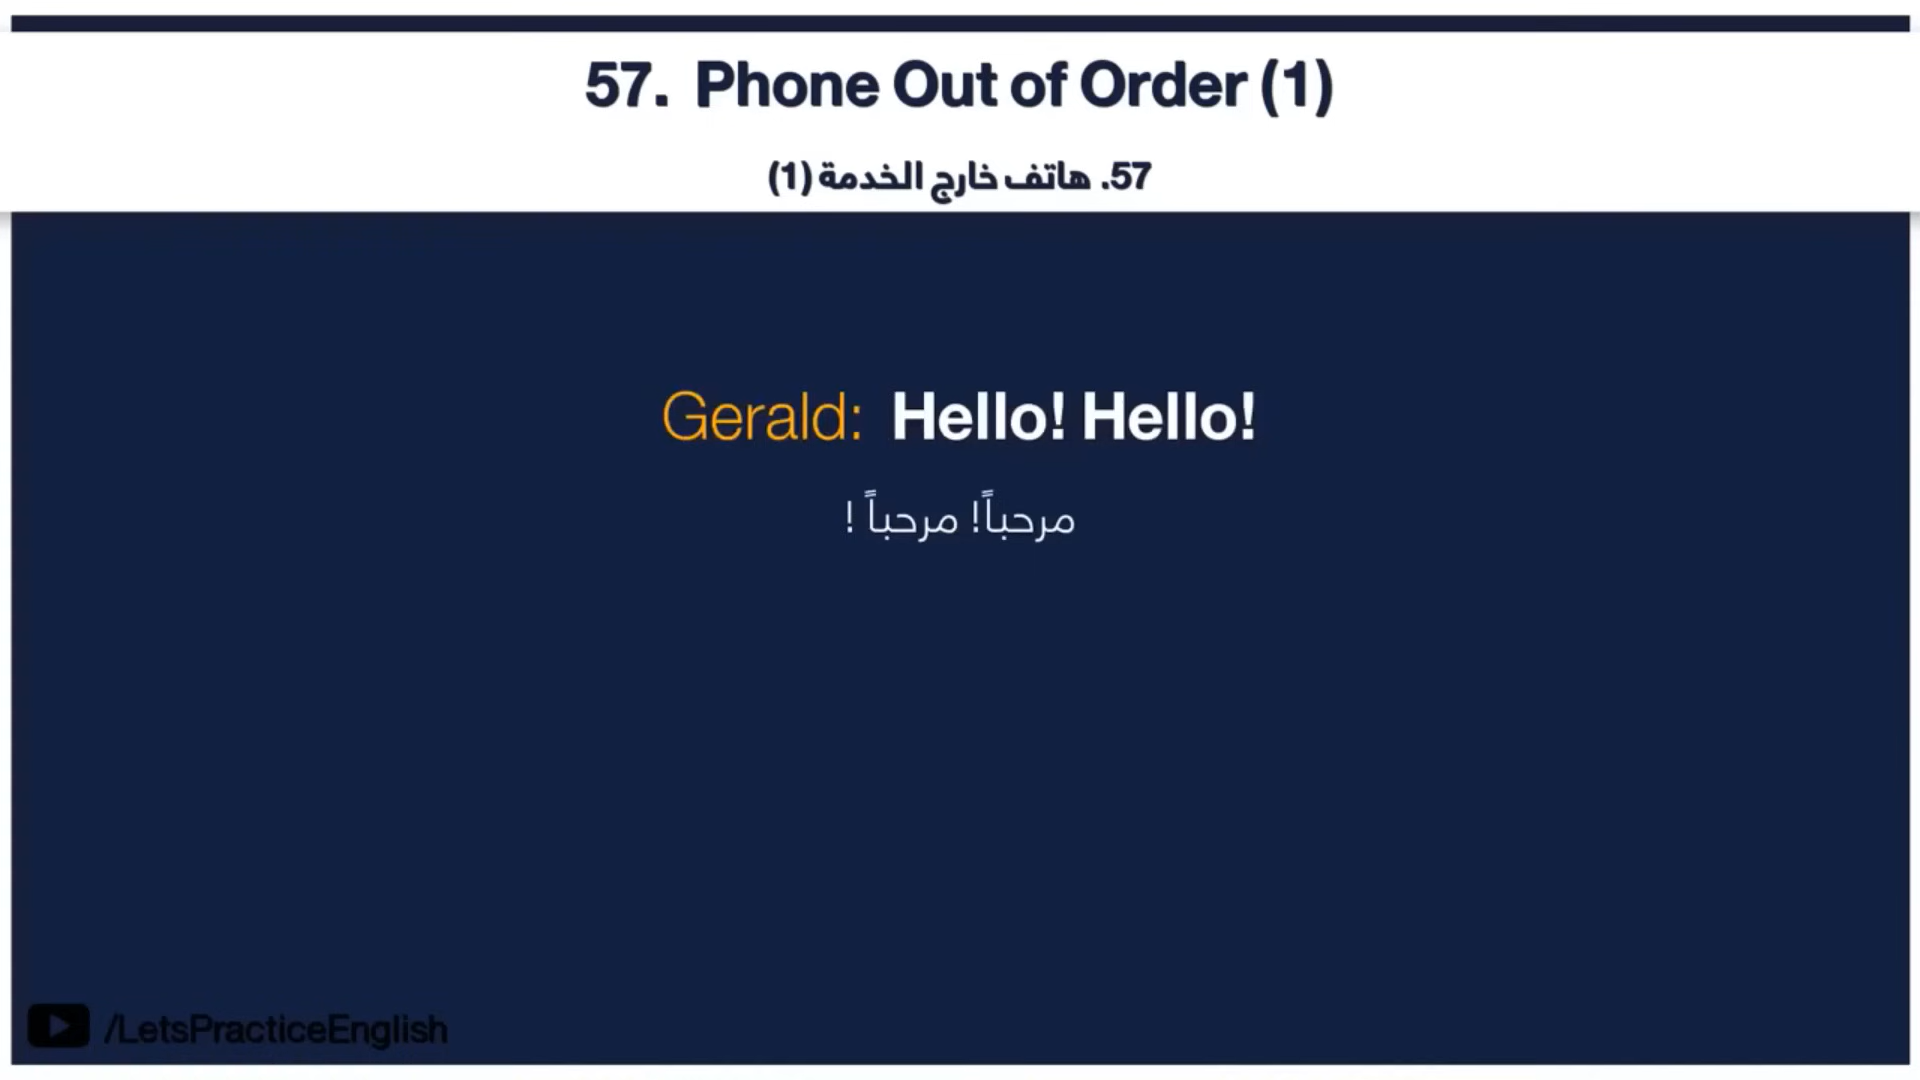 57. Phone Out of Order (1)
57. هاتف خارج الخدمة (1)
Gerald: Hello! Hello!
مرحباً! مرحباً !
/LetsPracticeEnglish